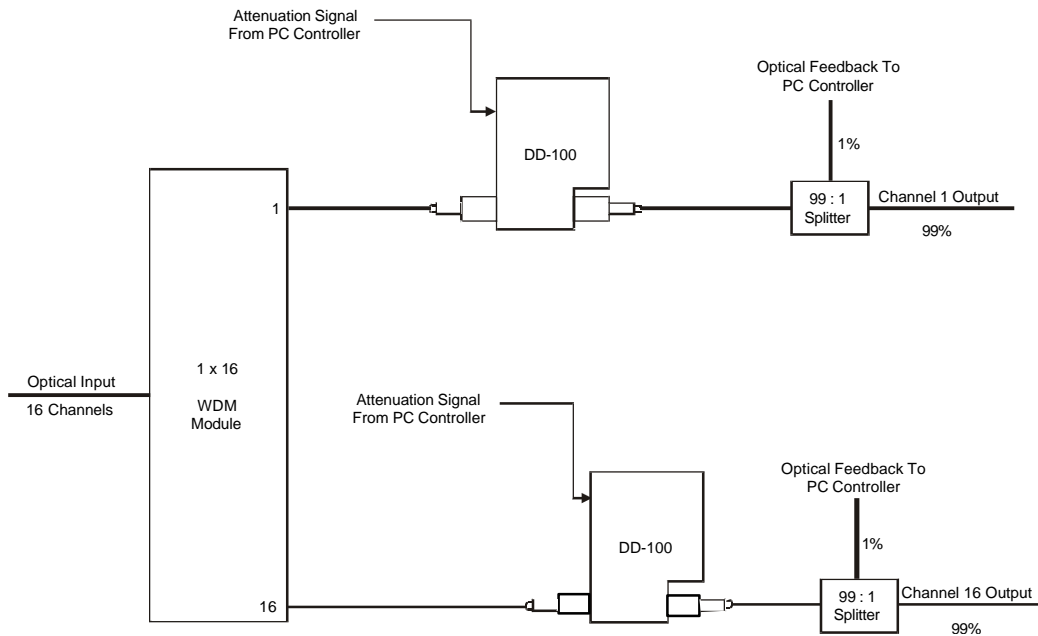 Attenuation Signal
From PC Controller
Optical Feedback To
PC Controller
DD-100
1%
1
99 : 1
Splitter
Channel 1 Output
99%
1 x 16
WDM
Module
Optical Input
16 Channels
Attenuation Signal
From PC Controller
Optical Feedback To
PC Controller
DD-100
1%
16
99 : 1
Splitter
Channel 16 Output
99%